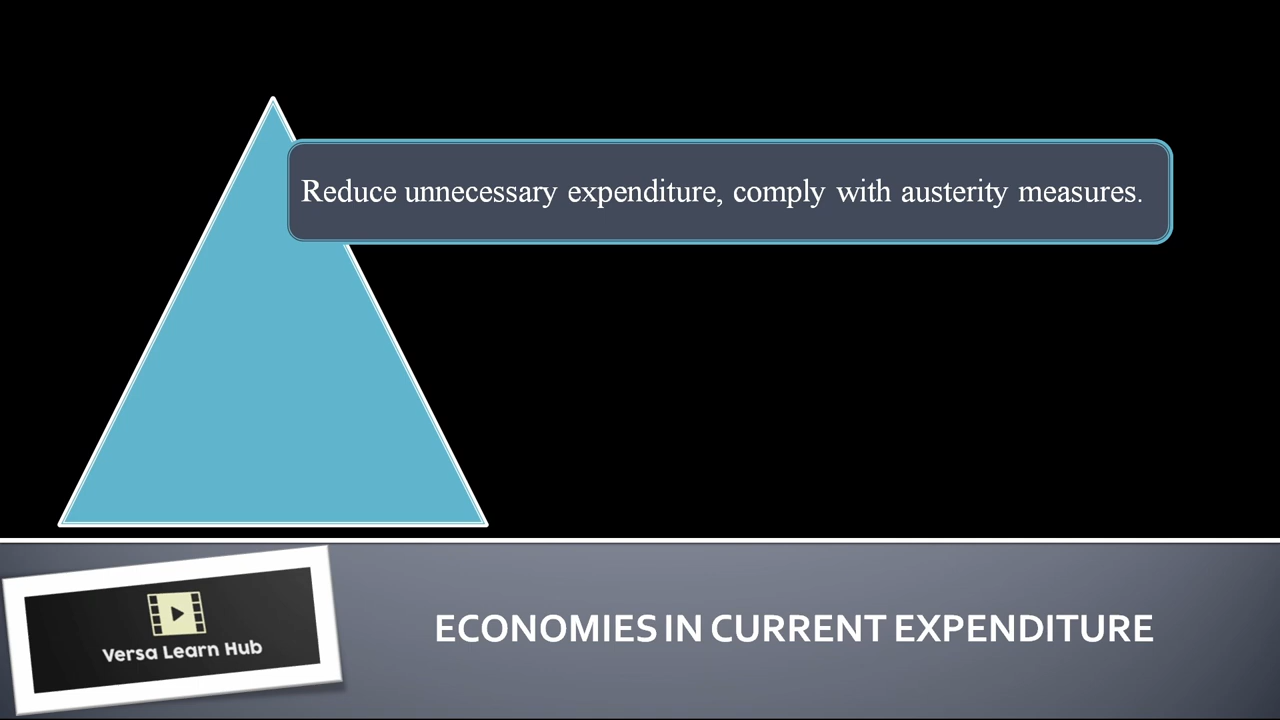 Reduce unnecessary expenditure, comply with austerity measures.
Versa Learn Hub
ECONOMIES IN CURRENT EXPENDITURE